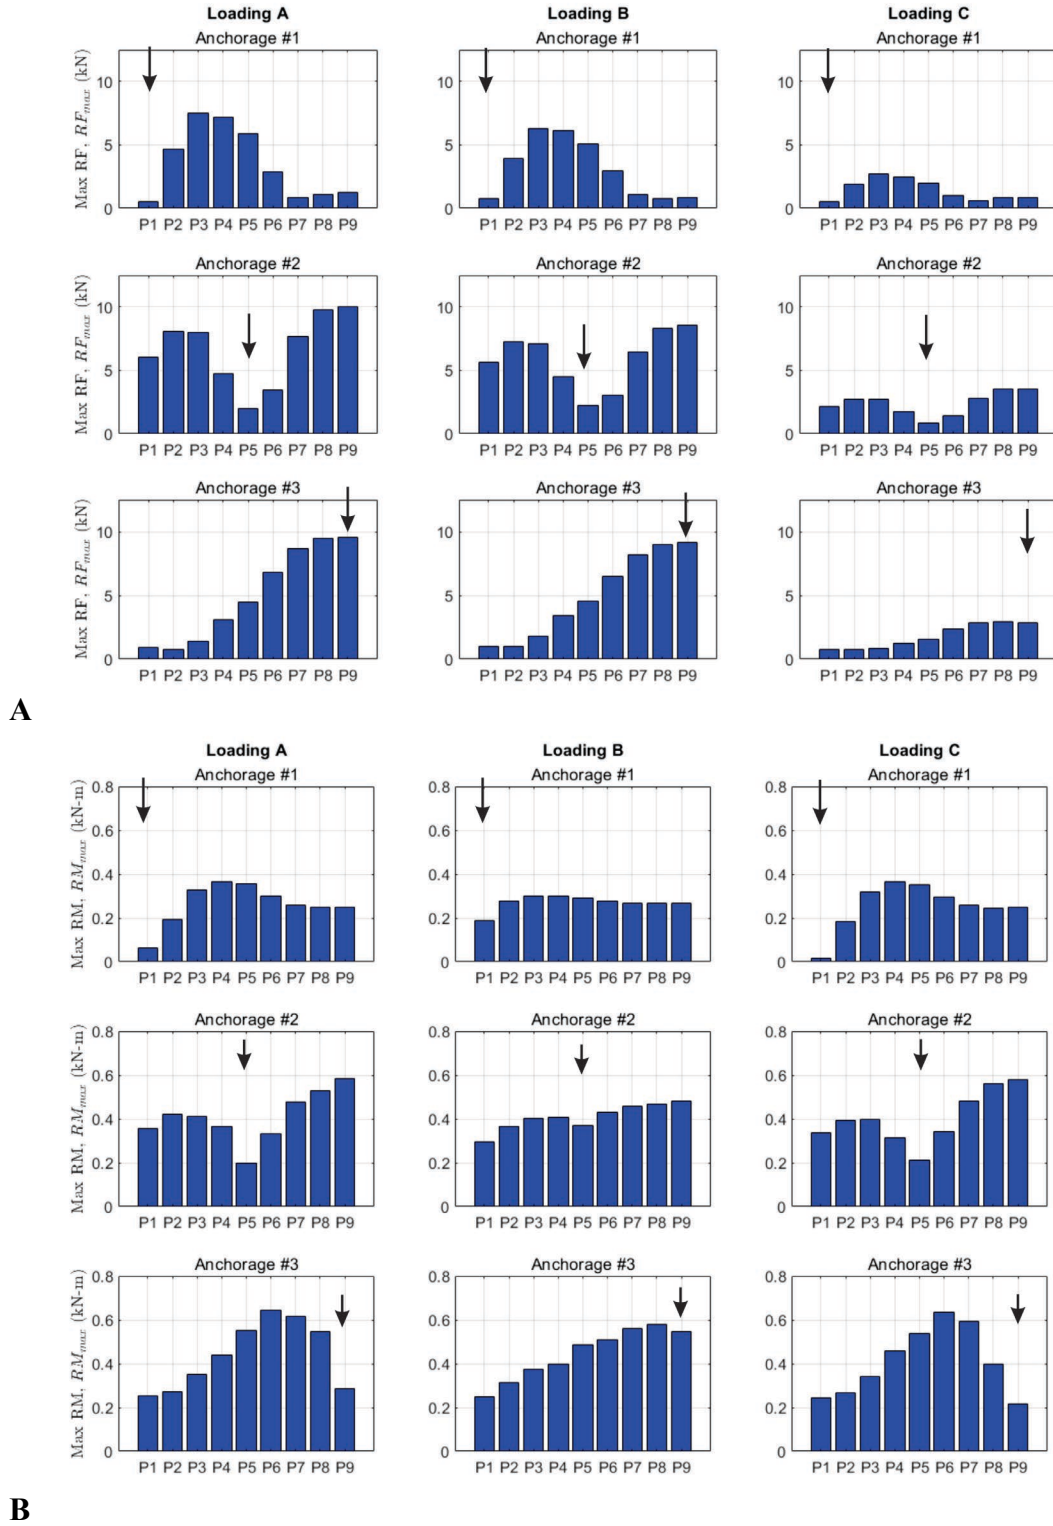 Loading A Loading B Loading C
Anchorage #1 Anchorage #1 Anchorage #1
Max RF, RF_max (kN)
10 10 10
5 5 5
0 0 0
P1 P2 P3 P4 P5 P6 P7 P8 P9 P1 P2 P3 P4 P5 P6 P7 P8 P9 P1 P2 P3 P4 P5 P6 P7 P8 P9
Anchorage #2 Anchorage #2 Anchorage #2
Max RF, RF_max (kN)
10 10 10
5 5 5
0 0 0
P1 P2 P3 P4 P5 P6 P7 P8 P9 P1 P2 P3 P4 P5 P6 P7 P8 P9 P1 P2 P3 P4 P5 P6 P7 P8 P9
Anchorage #3 Anchorage #3 Anchorage #3
Max RF, RF_max (kN)
10 10 10
5 5 5
0 0 0
P1 P2 P3 P4 P5 P6 P7 P8 P9 P1 P2 P3 P4 P5 P6 P7 P8 P9 P1 P2 P3 P4 P5 P6 P7 P8 P9
A
Loading A Loading B Loading C
Anchorage #1 Anchorage #1 Anchorage #1
Max RM, RM_max (kN-m)
0.8 0.8 0.8
0.6 0.6 0.6
0.4 0.4 0.4
0.2 0.2 0.2
0 0 0
P1 P2 P3 P4 P5 P6 P7 P8 P9 P1 P2 P3 P4 P5 P6 P7 P8 P9 P1 P2 P3 P4 P5 P6 P7 P8 P9
Anchorage #2 Anchorage #2 Anchorage #2
Max RM, RM_max (kN-m)
0.8 0.8 0.8
0.6 0.6 0.6
0.4 0.4 0.4
0.2 0.2 0.2
0 0 0
P1 P2 P3 P4 P5 P6 P7 P8 P9 P1 P2 P3 P4 P5 P6 P7 P8 P9 P1 P2 P3 P4 P5 P6 P7 P8 P9
Anchorage #3 Anchorage #3 Anchorage #3
Max RM, RM_max (kN-m)
0.8 0.8 0.8
0.6 0.6 0.6
0.4 0.4 0.4
0.2 0.2 0.2
0 0 0
P1 P2 P3 P4 P5 P6 P7 P8 P9 P1 P2 P3 P4 P5 P6 P7 P8 P9 P1 P2 P3 P4 P5 P6 P7 P8 P9
B